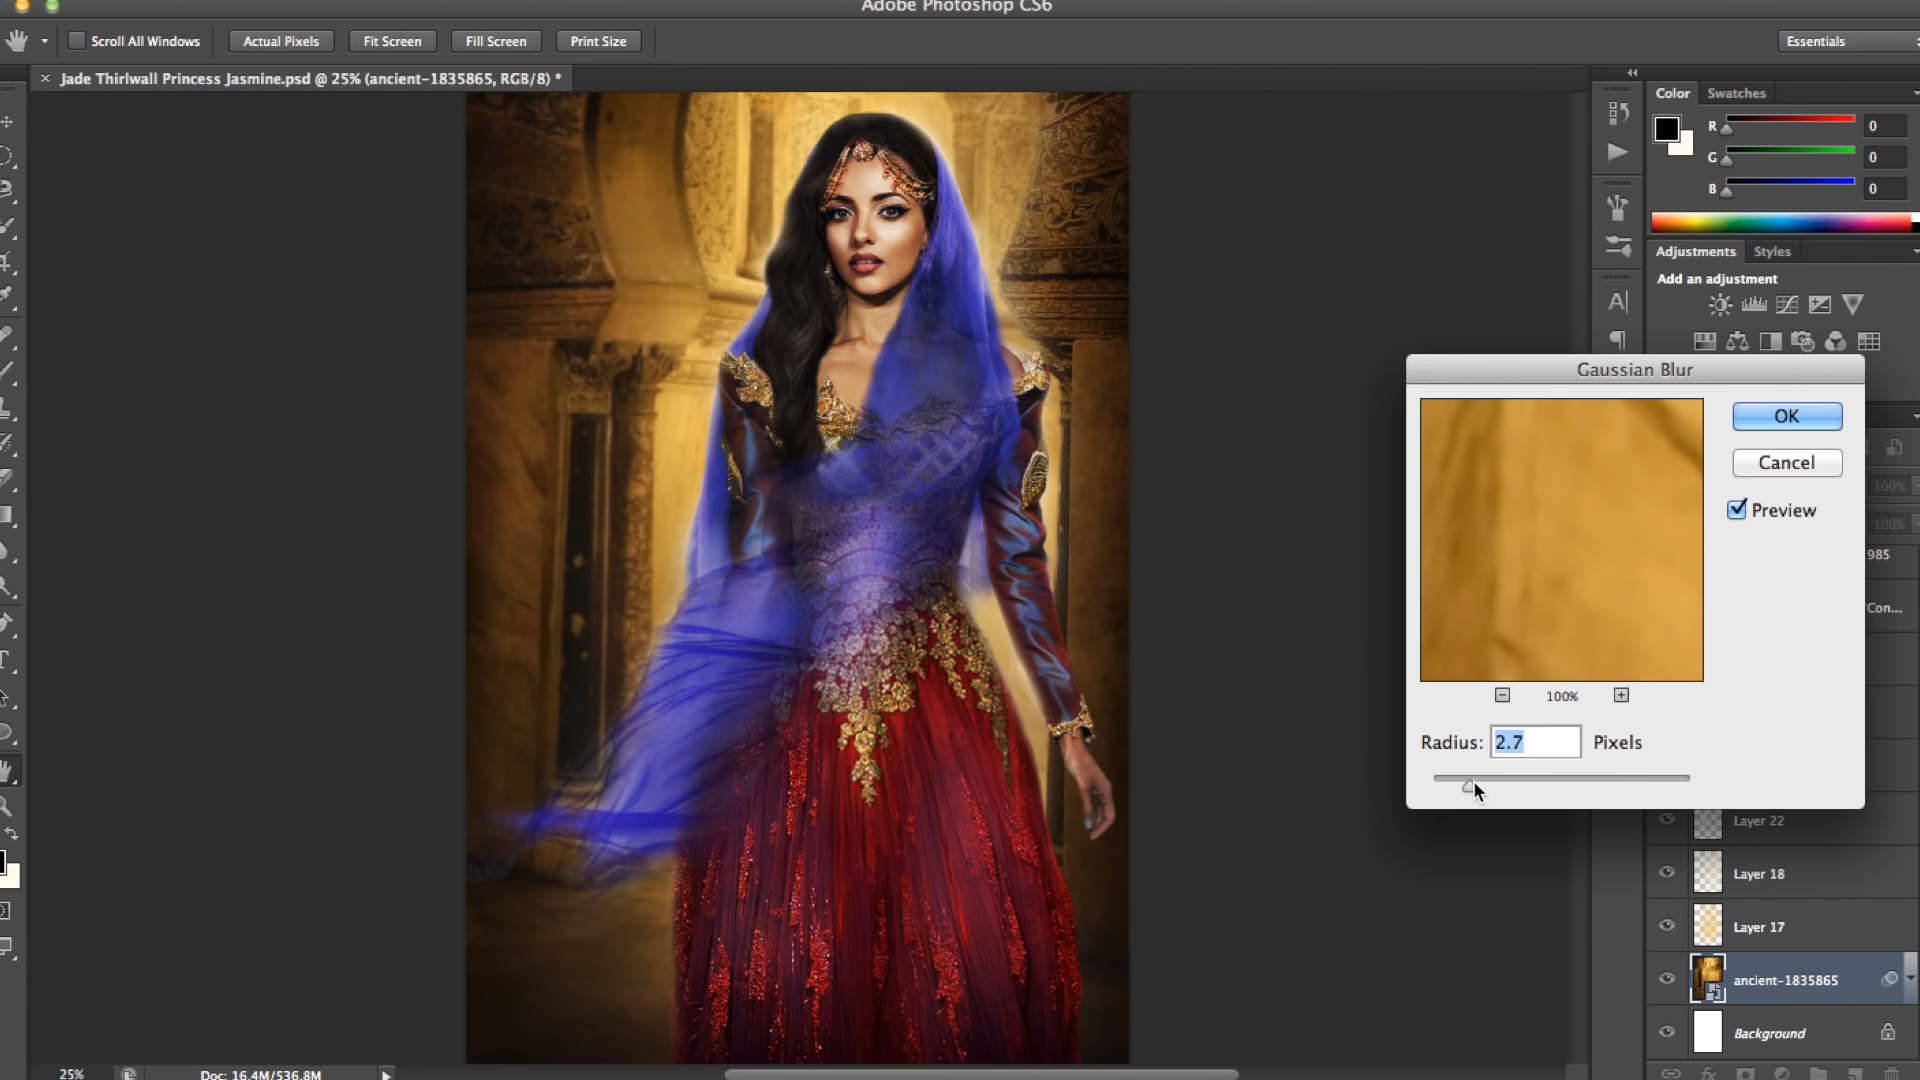 Adobe Photoshop CS6
Scroll All Windows
Actual Pixels
Fit Screen
Fill Screen
Print Size
Essentials
Jade Thirlwall Princess Jasmine.psd @ 25% (ancient-1835865, RGB/8) *
Color
Swatches
R
0
G
0
B
0
Adjustments
Styles
Add an adjustment
Gaussian Blur
OK
Cancel
Preview
100%
Radius: 2.7 Pixels
100%
100%
985
Con...
Layer 22
Layer 18
Layer 17
ancient-1835865
Background
25%
Doc: 16.4M/536.8M